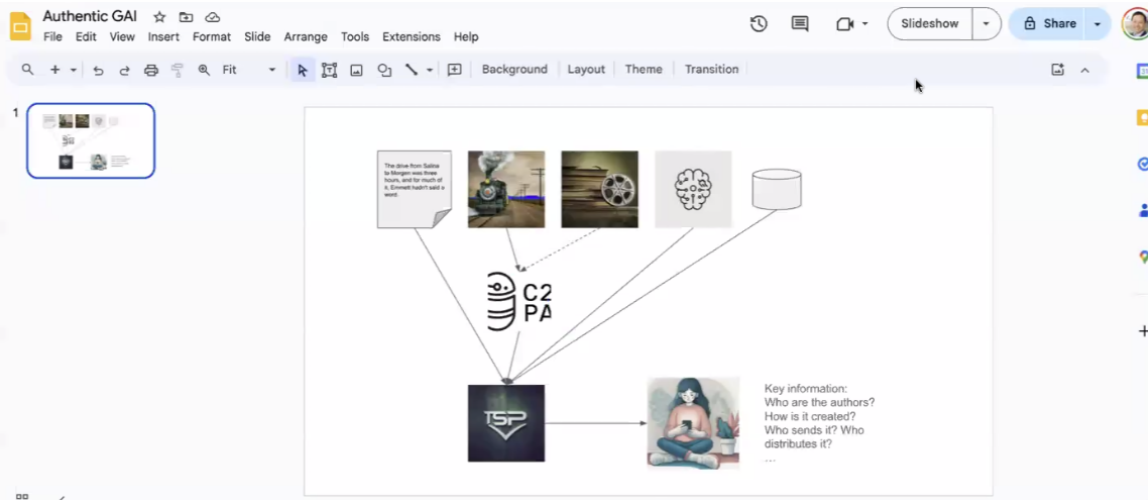 Authentic GAI
File Edit View Insert Format Slide Arrange Tools Extensions Help
Slideshow
Share
Fit
Background
Layout
Theme
Transition
1
The drive from Salina
to Morgen was three
hours, and for much of
it, Emmett hadn't said a
word.
C2
PA
TSP
Key information:
Who are the authors?
How is it created?
Who sends it? Who
distributes it?
...